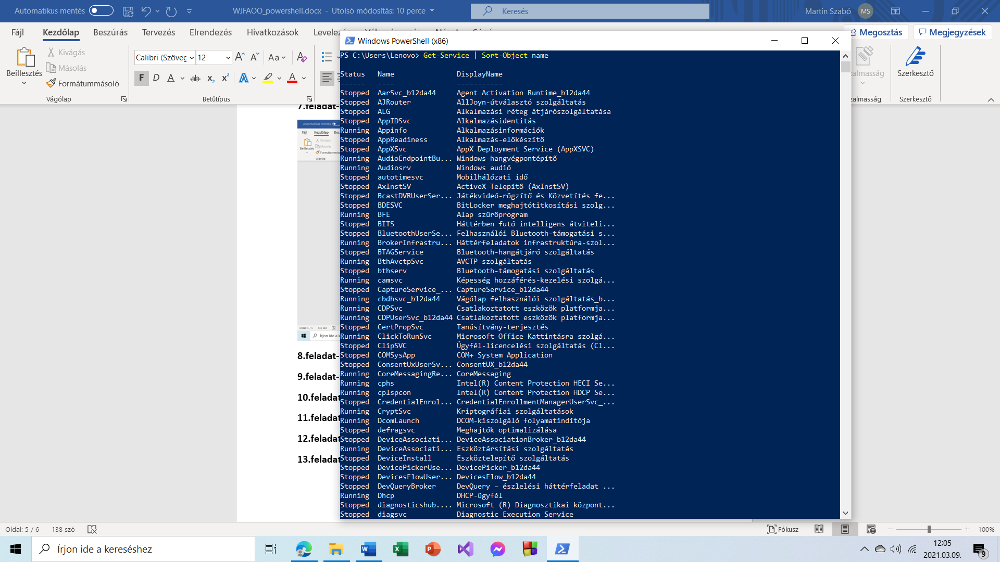 Automatikus mentés
WJFAOO_powershell.docx - Utolsó módosítás: 10 perce
Keresés
Martin Szabó MS
Fájl Kezdőlap Beszúrás Tervezés Elrendezés Hivatkozások
Megosztás Megjegyzések
Beillesztés
Kivágás
Másolás
Formátummásoló
Vágólap
Calibri (Szöveg 12
Betűtípus
Szerkesztő
Szerkesztő
7.feladat-
8.feladat-
9.feladat-
10.feladat
11.feladat
12.feladat
13.feladat
Windows PowerShell (x86)
PS C:\Users\Lenovo> Get-Service | Sort-Object name
Status Name DisplayName
------ ---- -----------
Stopped AarSvc_b12da44 Agent Activation Runtime_b12da44
Stopped AJRouter AllJoyn-útválasztó szolgáltatás
Stopped ALG Alkalmazási réteg átjárószolgáltatása
Stopped AppIDSvc Alkalmazásidentitás
Running Appinfo Alkalmazásinformációk
Stopped AppReadiness Alkalmazás-előkészítő
Stopped AppXSvc AppX Deployment Service (AppXSVC)
Running AudioEndpointBu... Windows-hangvégpontépítő
Running Audiosrv Windows audió
Stopped autotimesvc Mobilhálózati idő
Stopped AxInstSV ActiveX Telepítő (AxInstSV)
Stopped BcastDVRUserSer... Játékvideó-rögzítő és Közvetítés fe...
Stopped BDESVC BitLocker meghajtótitkosítási szolg...
Running BFE Alap szűrőprogram
Stopped BITS Háttérben futó intelligens átviteli...
Stopped BluetoothUserSe... Felhasználói Bluetooth-támogatási s...
Running BrokerInfrastru... Háttérfeladatok infrastruktúra-szol...
Stopped BTAGService Bluetooth-hangátjáró szolgáltatás
Running BthAvctpSvc AVCTP-szolgáltatás
Stopped bthserv Bluetooth-támogatási szolgáltatás
Running camsvc Képesség hozzáférés-kezelési szolgá...
Stopped CaptureService_... CaptureService_b12da44
Running cbdhsvc_b12da44 Vágólap felhasználói szolgáltatás_b...
Running CDPSvc Csatlakoztatott eszközök platformja...
Running CDPUserSvc_b12da44 Csatlakoztatott eszközök platformja...
Stopped CertPropSvc Tanúsítvány-terjesztés
Running ClickToRunSvc Microsoft Office Kattintásra szolgá...
Stopped ClipSVC Ügyfél-licencelési szolgáltatás (Cl...
Stopped COMSysApp COM+ System Application
Stopped ConsentUxUserSv... ConsentUX_b12da44
Running CoreMessagingRe... CoreMessaging
Running cphs Intel(R) Content Protection HECI Se...
Running cplspcon Intel(R) Content Protection HDCP Se...
Stopped CredentialEnrol... CredentialEnrollmentManagerUserSvc_...
Running CryptSvc Kriptográfiai szolgáltatások
Running DcomLaunch DCOM-kiszolgáló folyamatindítója
Stopped defragsvc Meghajtók optimalizálása
Stopped DeviceAssociati... DeviceAssociationBroker_b12da44
Running DeviceAssociati... Eszköztársítási szolgáltatás
Stopped DeviceInstall Eszköztelepítő szolgáltatás
Stopped DevicePickerUse... DevicePicker_b12da44
Stopped DevicesFlowUser... DevicesFlow_b12da44
Stopped DevQueryBroker DevQuery – észlelési háttérfeladat ...
Running Dhcp DHCP-ügyfél
Stopped diagnosticshub.... Microsoft (R) Diagnosztikai központ...
Stopped diagsvc Diagnostic Execution Service
Oldal: 5 / 6 138 szó
Fókusz
100%
Írjon ide a kereséshez
12:05
2021.03.09.
9